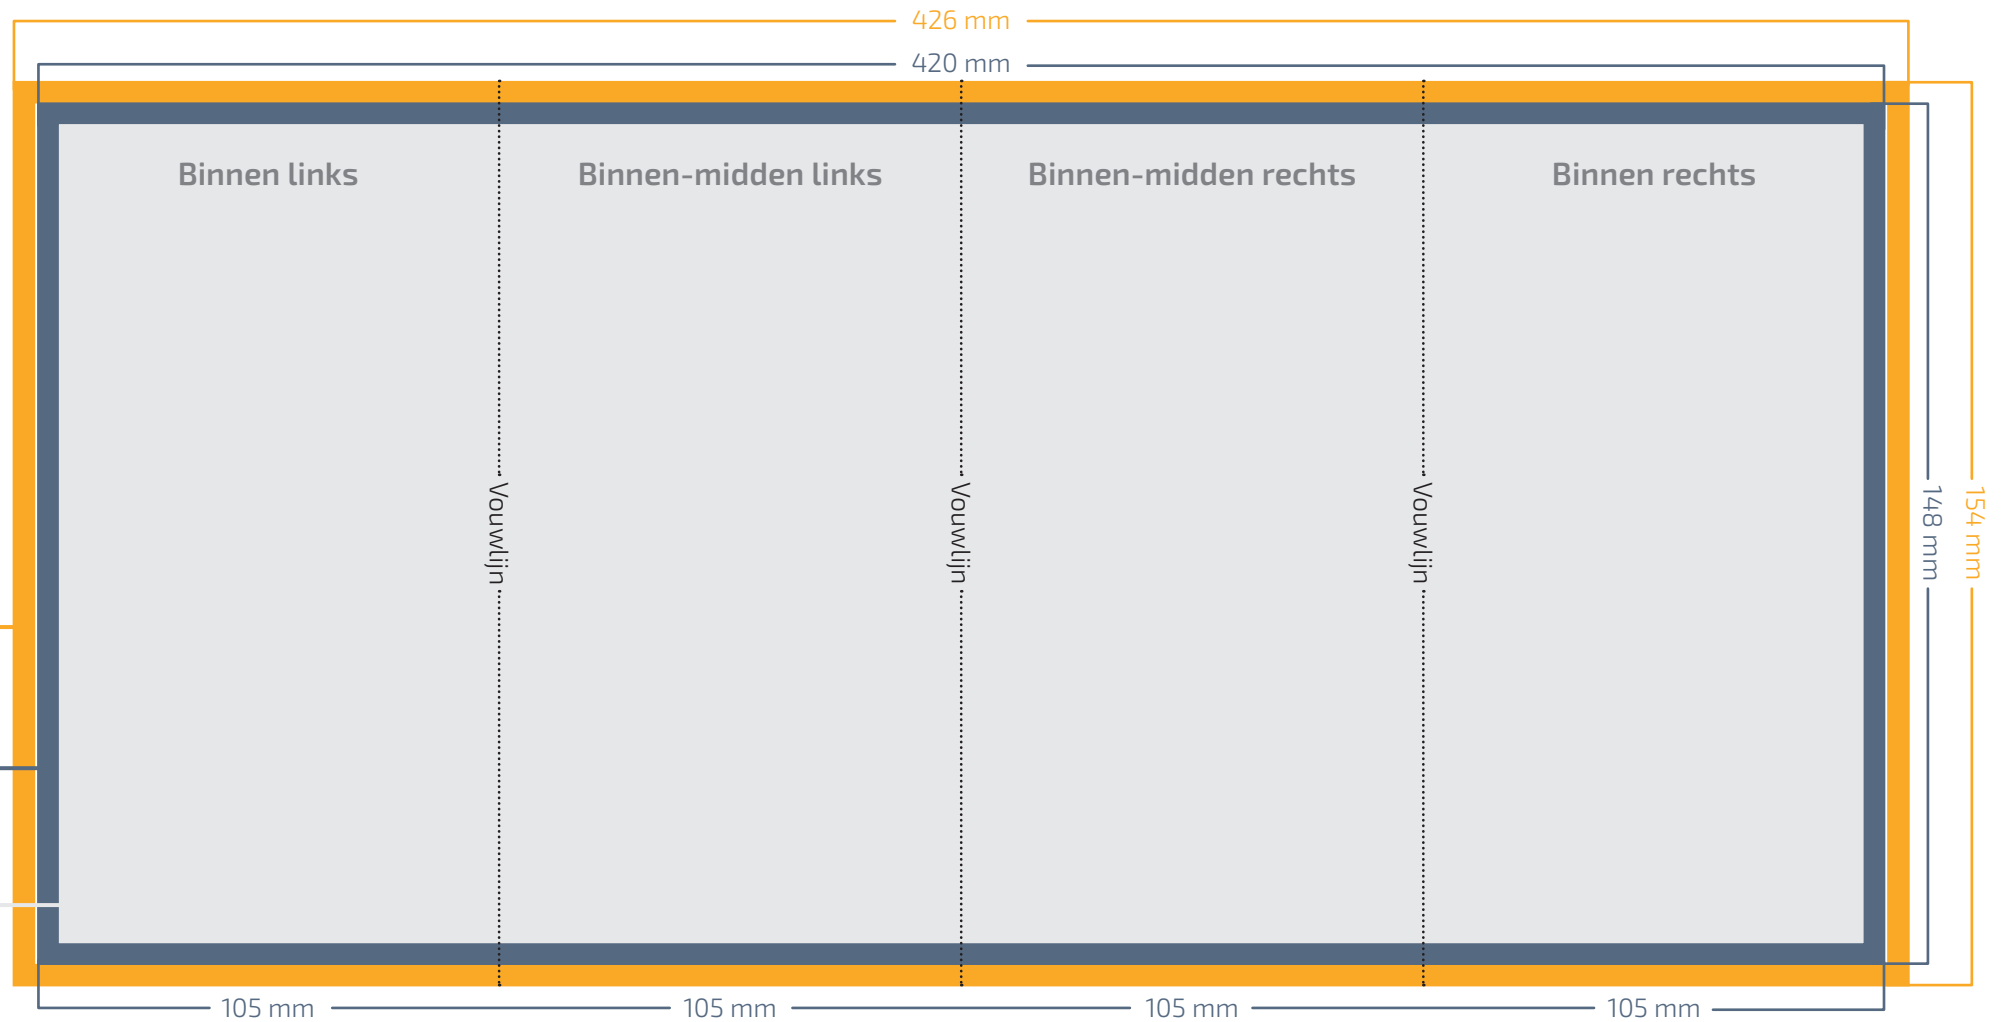 426 mm
420 mm
Binnen links
Binnen-midden links
Binnen-midden rechts
Binnen rechts
Vouwlijn
Vouwlijn
Vouwlijn
148 mm
154 mm
105 mm
105 mm
105 mm
105 mm